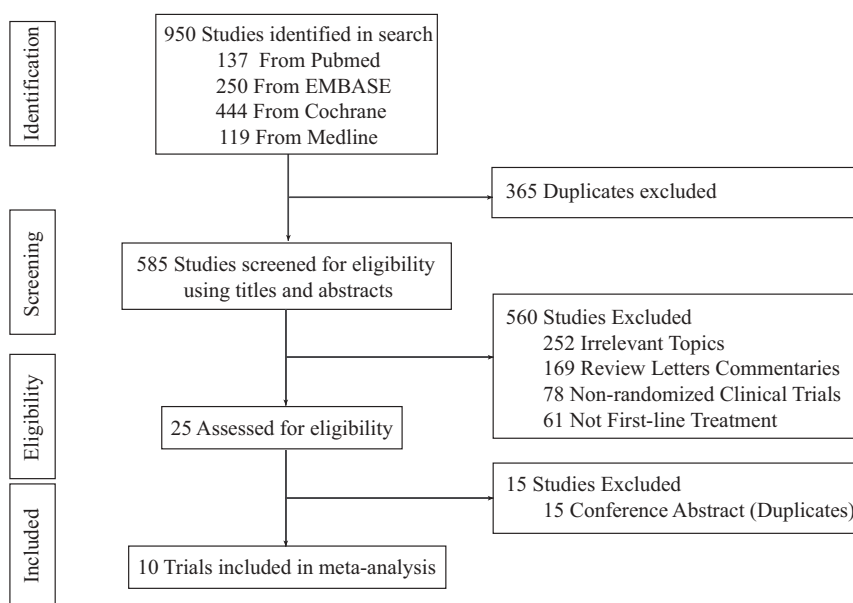 Identification
950 Studies identified in search
137 From Pubmed
250 From EMBASE
444 From Cochrane
119 From Medline
365 Duplicates excluded
Screening
585 Studies screened for eligibility
using titles and abstracts
560 Studies Excluded
252 Irrelevant Topics
169 Review Letters Commentaries
78 Non-randomized Clinical Trials
61 Not First-line Treatment
Eligibility
25 Assessed for eligibility
15 Studies Excluded
15 Conference Abstract (Duplicates)
Included
10 Trials included in meta-analysis